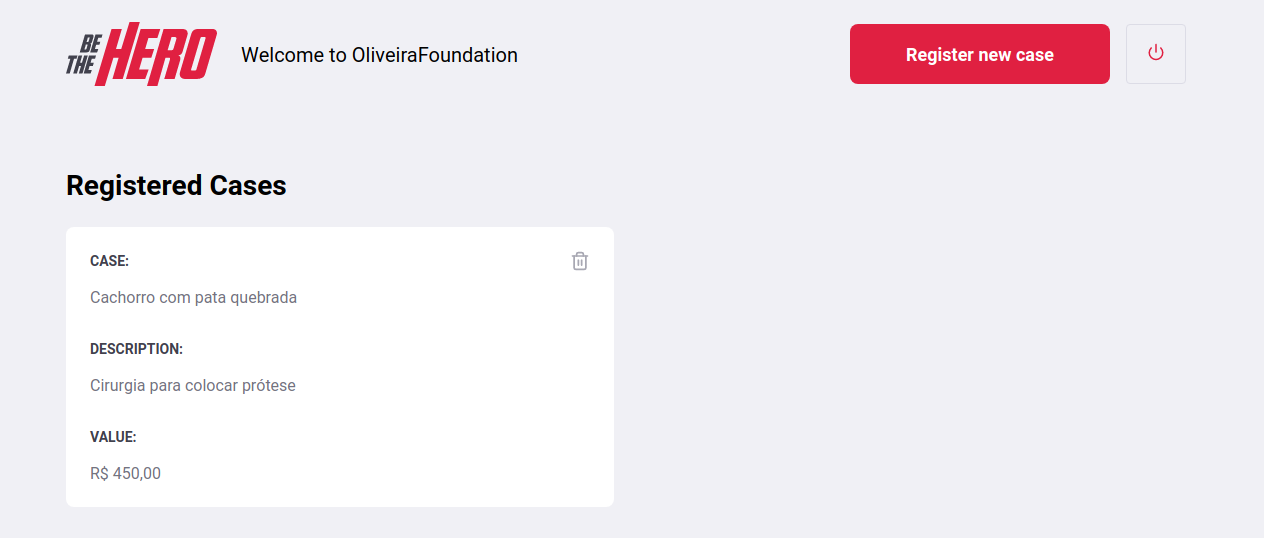 BE THE HERO
Welcome to OliveiraFoundation
Register new case
Registered Cases
CASE:
Cachorro com pata quebrada
DESCRIPTION:
Cirurgia para colocar prótese
VALUE:
R$ 450,00